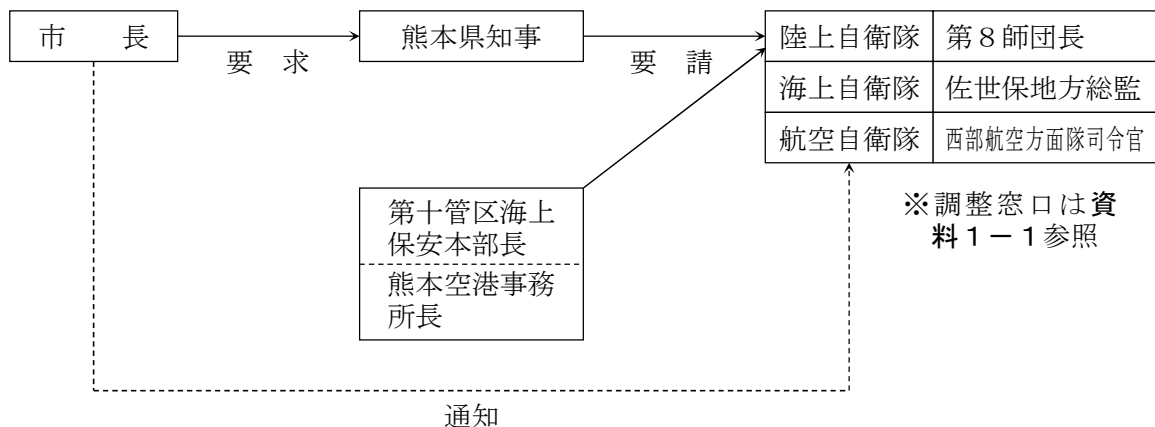 市　　長
要　求
熊本県知事
要　請
陸上自衛隊 第８師団長
海上自衛隊 佐世保地方総監
航空自衛隊 西部航空方面隊司令官
※調整窓口は資
料１－１参照
第十管区海上
保安本部長
熊本空港事務
所長
通知